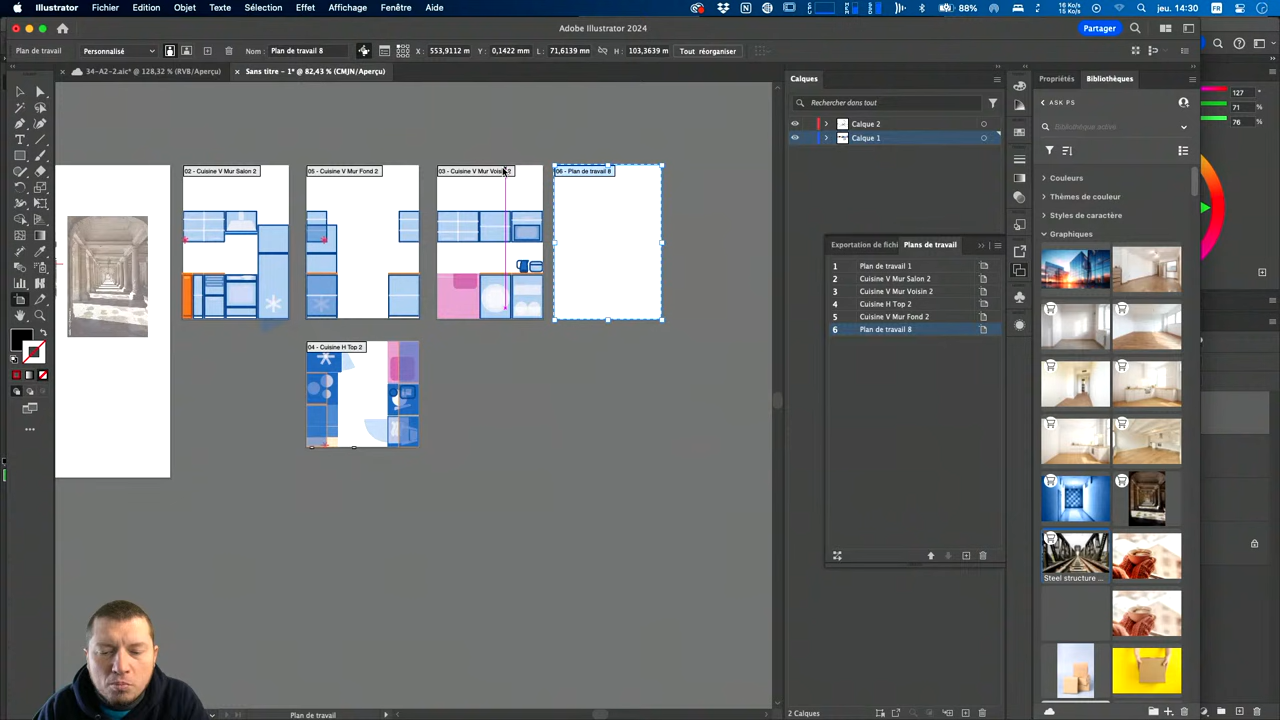 Illustrator Fichier Edition Objet Texte Sélection Effet Affichage Fenêtre Aide
88% jeu. à 14:30
Adobe Illustrator 2024
Partager
Plan de travail Personnalisé Nom : Plan de travail 8 X : 553,9112 m Y : 0,1422 mm L : 71,6139 mm H : 103,3639 m Tout réorganiser
34-A2-2.aic* @ 128,32 % (RVB/Aperçu) Sans titre - 1* @ 82,43 % (CMJN/Aperçu)
Calques
Propriétés Bibliothèques
Rechercher dans tout
ASK PS
Calque 2
Calque 1
Bibliothèque active
127
71
76
02 - Cuisine V Mur Salon 2
05 - Cuisine V Mur Fond 2
06 - Plan de travail 8
04 - Cuisine H Top 2
Couleurs
Thèmes de couleur
Styles de caractère
Graphiques
Exportation de fichi Plans de travail
1 Plan de travail 1
2 Cuisine V Mur Salon 2
3 Cuisine V Mur Voisin 2
4 Cuisine H Top 2
5 Cuisine V Mur Fond 2
6 Plan de travail 8
Steel structure ...
Plan de travail
2 Calques